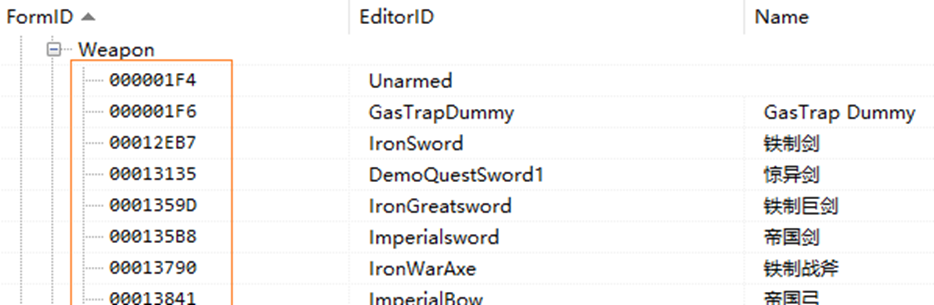 FormID EditorID Name
Weapon
000001F4 Unarmed
000001F6 GasTrapDummy GasTrap Dummy
00012EB7 IronSword 铁制剑
00013135 DemoQuestSword1 惊异剑
0001359D IronGreatsword 铁制巨剑
000135B8 Imperialsword 帝国剑
00013790 IronWarAxe 铁制战斧
00013841 ImperialBow 帝国弓